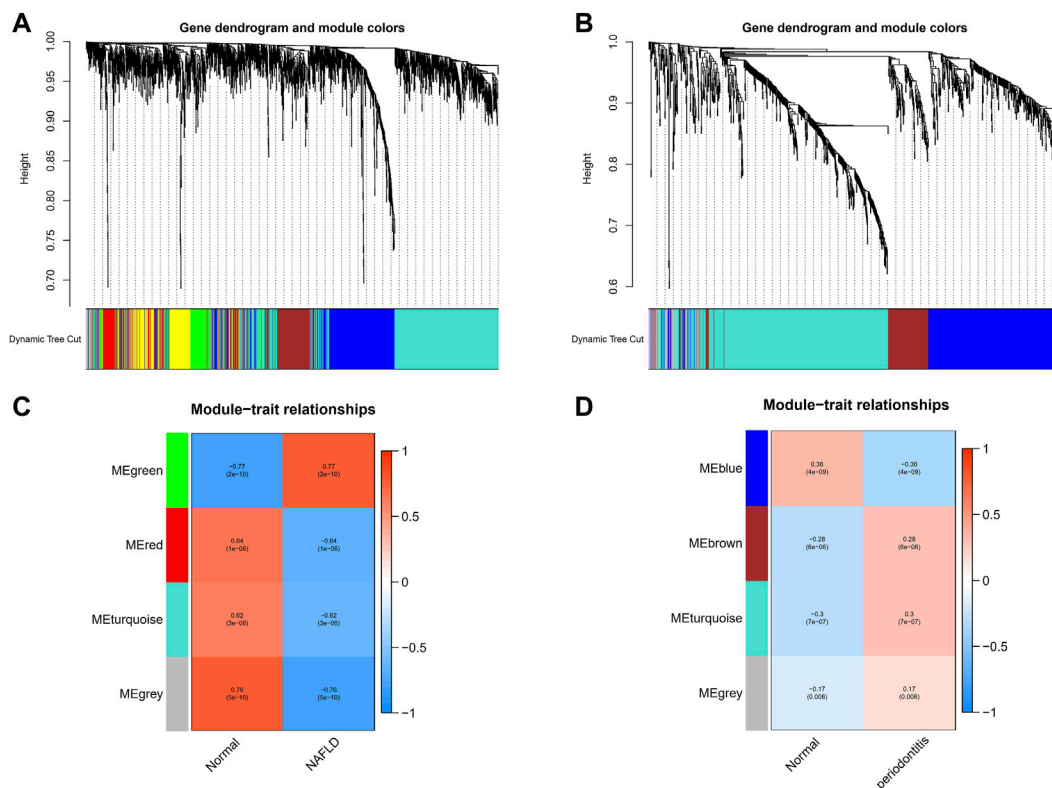 A
Gene dendrogram and module colors
Height
1.00
0.95
0.90
0.85
0.80
0.75
0.70
Dynamic Tree Cut
B
Gene dendrogram and module colors
Height
1.0
0.9
0.8
0.7
0.6
Dynamic Tree Cut
C
Module−trait relationships
MEgreen
−0.77
(2e−10)
0.77
(2e−10)
MEred
0.64
(1e−06)
−0.64
(1e−06)
MEturquoise
0.62
(3e−06)
−0.62
(3e−06)
MEgrey
0.76
(5e−10)
−0.76
(5e−10)
Normal
NAFLD
1
0.5
0
−0.5
−1
D
Module−trait relationships
MEblue
0.36
(4e−09)
−0.36
(4e−09)
MEbrown
−0.28
(6e−06)
0.28
(6e−06)
MEturquoise
−0.3
(7e−07)
0.3
(7e−07)
MEgrey
−0.17
(0.006)
0.17
(0.006)
Normal
periodontitis
1
0.5
0
−0.5
−1